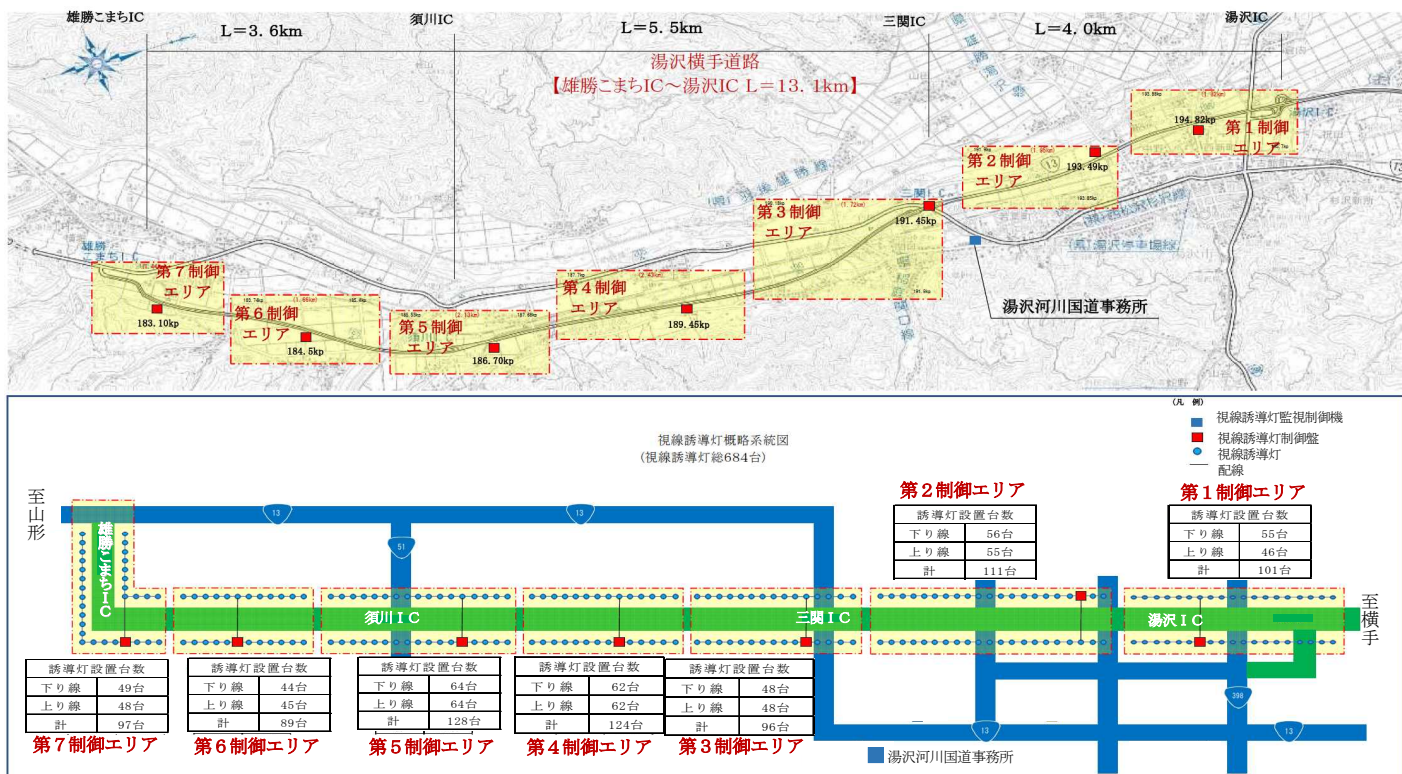 雄勝こまちIC
須川IC
三関IC
湯沢IC
L=3.6km
L=5.5km
L=4.0km
湯沢横手道路
【雄勝こまちIC～湯沢IC L=13.1km】
194.82kp
第1制御
エリア
第2制御
エリア
193.49kp
第3制御
エリア
191.45kp
三関IC
雄勝
こまちIC
第7制御
エリア
183.10kp
第6制御
エリア
184.5kp
第5制御
エリア
186.70kp
第4制御
エリア
189.45kp
湯沢河川国道事務所
視線誘導灯概略系統図
(視線誘導灯総684台)
(凡 例)
視線誘導灯監視制御機
視線誘導灯制御盤
視線誘導灯
配線
第2制御エリア
誘導灯設置台数
下り線 56台
上り線 55台
計 111台
第1制御エリア
誘導灯設置台数
下り線 55台
上り線 46台
計 101台
至山形
13
13
51
雄勝こまちIC
須川IC
三関IC
湯沢IC
至横手
誘導灯設置台数
下り線 49台
上り線 48台
計 97台
第7制御エリア
誘導灯設置台数
下り線 44台
上り線 45台
計 89台
第6制御エリア
誘導灯設置台数
下り線 64台
上り線 64台
計 128台
第5制御エリア
誘導灯設置台数
下り線 62台
上り線 62台
計 124台
第4制御エリア
誘導灯設置台数
下り線 48台
上り線 48台
計 96台
第3制御エリア
398
13
13
湯沢河川国道事務所